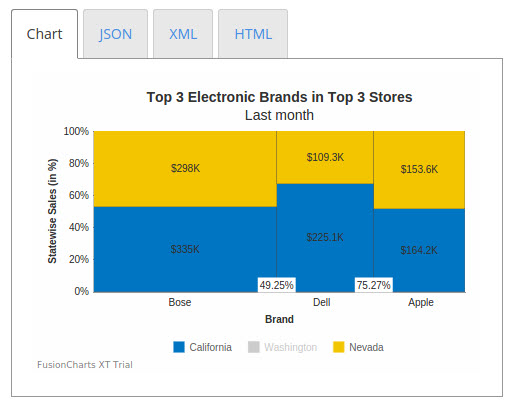 Chart JSON XML HTML
Top 3 Electronic Brands in Top 3 Stores
Last month
Statewise Sales (in %)
100%
80%
60%
40%
20%
0%
$298K $109.3K $153.6K
$335K $225.1K $164.2K
49.25% 75.27%
Bose Dell Apple
Brand
California Washington Nevada
FusionCharts XT Trial